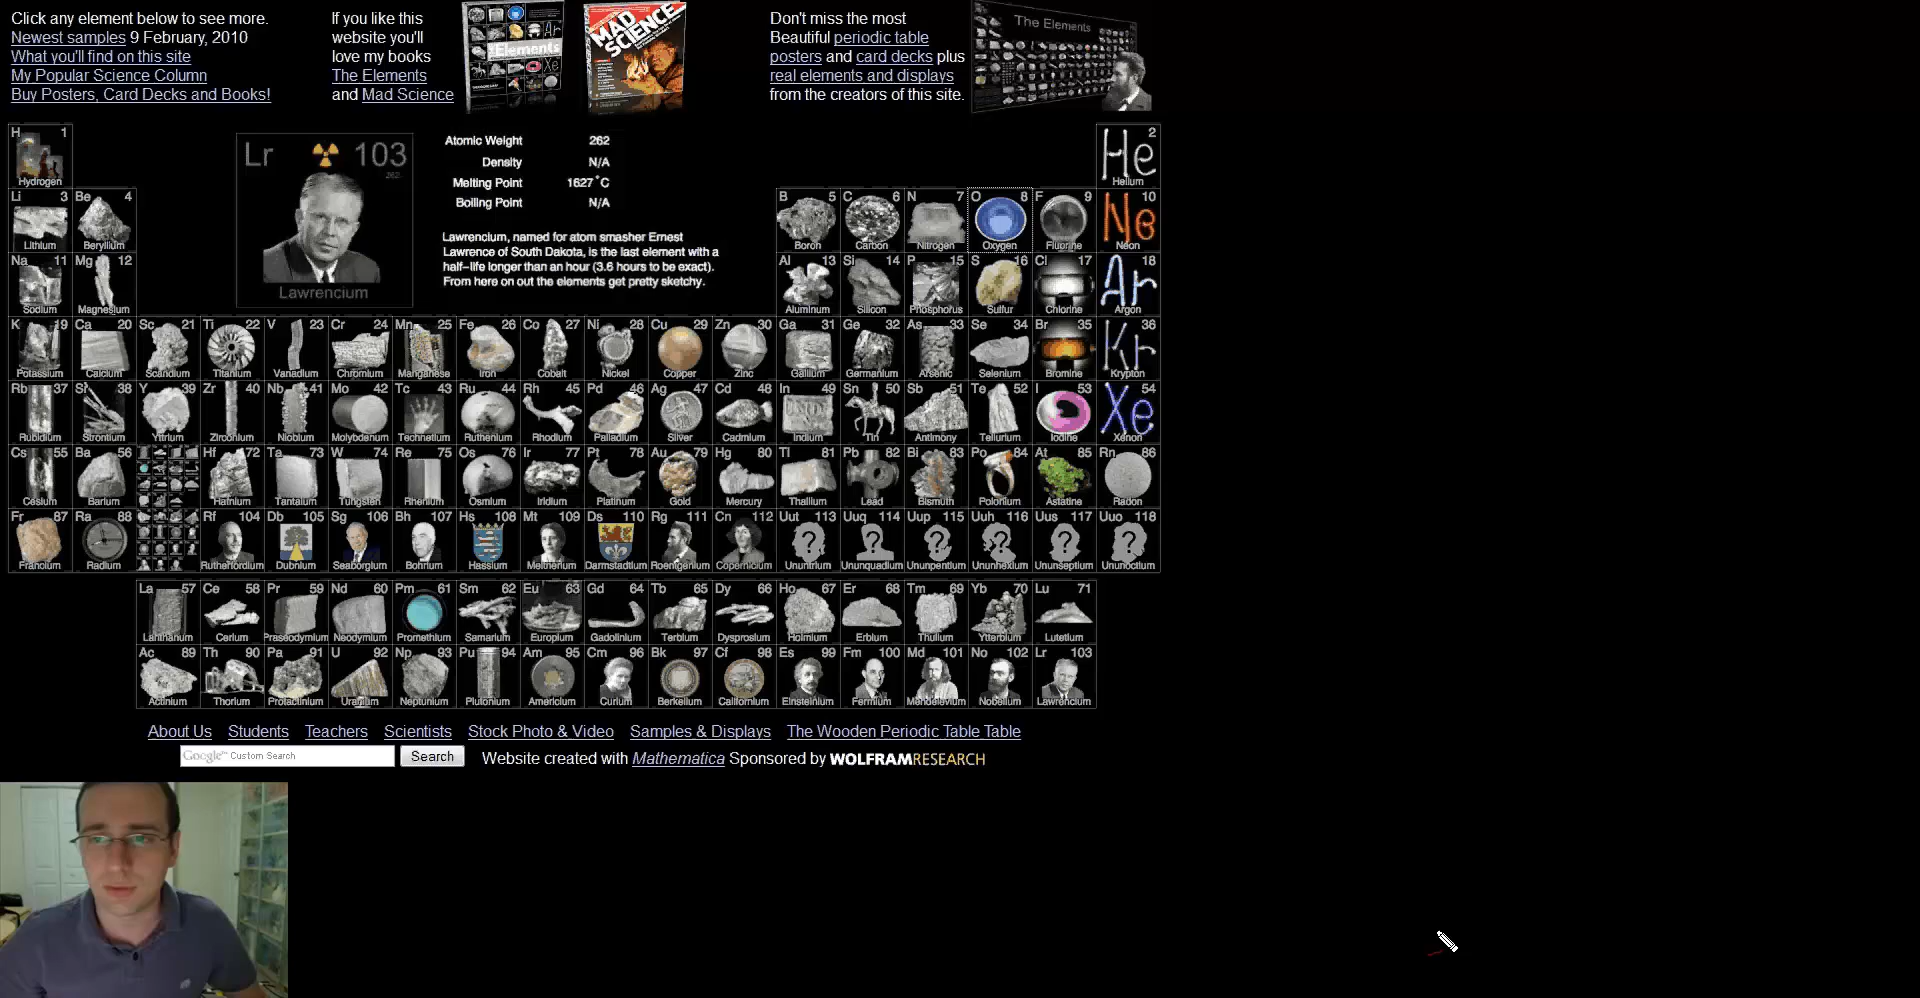 Click any element below to see more.
Newest samples 9 February, 2010
What you'll find on this site
My Popular Science Column
Buy Posters, Card Decks and Books!
If you like this
website you'll
love my books
The Elements
and Mad Science
Elements
MAD
SCIENCE
Don't miss the most
Beautiful periodic table
posters and card decks plus
real elements and displays
from the creators of this site.
The Elements
H 1 Hydrogen
He 2 Helium
Lr 103
262
Lawrencium
Atomic Weight 262
Density N/A
Melting Point 1627°C
Boiling Point N/A
Lawrencium, named for atom smasher Ernest
Lawrence of South Dakota, is the last element with a
half-life longer than an hour (3.6 hours to be exact).
From here on out the elements get pretty sketchy.
Li 3 Be 4 B 5 C 6 N 7 O 8 F 9 Ne 10
Lithium Beryllium Boron Carbon Nitrogen Oxygen Fluorine Neon
Na 11 Mg 12 Al 13 Si 14 P 15 S 16 Cl 17 Ar 18
Sodium Magnesium Aluminum Silicon Phosphorus Sulfur Chlorine Argon
K 19 Ca 20 Sc 21 Ti 22 V 23 Cr 24 Mn 25 Fe 26 Co 27 Ni 28 Cu 29 Zn 30 Ga 31 Ge 32 As 33 Se 34 Br 35 Kr 36
Potassium Calcium Scandium Titanium Vanadium Chromium Manganese Iron Cobalt Nickel Copper Zinc Gallium Germanium Arsenic Selenium Bromine Krypton
Rb 37 Sr 38 Y 39 Zr 40 Nb 41 Mo 42 Tc 43 Ru 44 Rh 45 Pd 46 Ag 47 Cd 48 In 49 Sn 50 Sb 51 Te 52 I 53 Xe 54
Rubidium Strontium Yttrium Zirconium Niobium Molybdenum Technetium Ruthenium Rhodium Palladium Silver Cadmium Indium Tin Antimony Tellurium Iodine Xenon
Cs 55 Ba 56 Hf 72 Ta 73 W 74 Re 75 Os 76 Ir 77 Pt 78 Au 79 Hg 80 Tl 81 Pb 82 Bi 83 Po 84 At 85 Rn 86
Cesium Barium Hafnium Tantalum Tungsten Rhenium Osmium Iridium Platinum Gold Mercury Thallium Lead Bismuth Polonium Astatine Radon
Fr 87 Ra 88 Rf 104 Db 105 Sg 106 Bh 107 Hs 108 Mt 109 Ds 110 Rg 111 Cn 112 Uut 113 Uuq 114 Uup 115 Uuh 116 Uus 117 Uuo 118
Francium Radium Rutherfordium Dubnium Seaborgium Bohrium Hassium Meitnerium Darmstadtium Roentgenium Copernicium Ununtrium Ununquadium Ununpentium Ununhexium Ununseptium Ununoctium
La 57 Ce 58 Pr 59 Nd 60 Pm 61 Sm 62 Eu 63 Gd 64 Tb 65 Dy 66 Ho 67 Er 68 Tm 69 Yb 70 Lu 71
Lanthanum Cerium Praseodymium Neodymium Promethium Samarium Europium Gadolinium Terbium Dysprosium Holmium Erbium Thulium Ytterbium Lutetium
Ac 89 Th 90 Pa 91 U 92 Np 93 Pu 94 Am 95 Cm 96 Bk 97 Cf 98 Es 99 Fm 100 Md 101 No 102 Lr 103
Actinium Thorium Protactinium Uranium Neptunium Plutonium Americium Curium Berkelium Californium Einsteinium Fermium Mendelevium Nobelium Lawrencium
About Us Students Teachers Scientists Stock Photo & Video Samples & Displays The Wooden Periodic Table Table
Google™ Custom Search Search Website created with Mathematica Sponsored by WOLFRAMRESEARCH